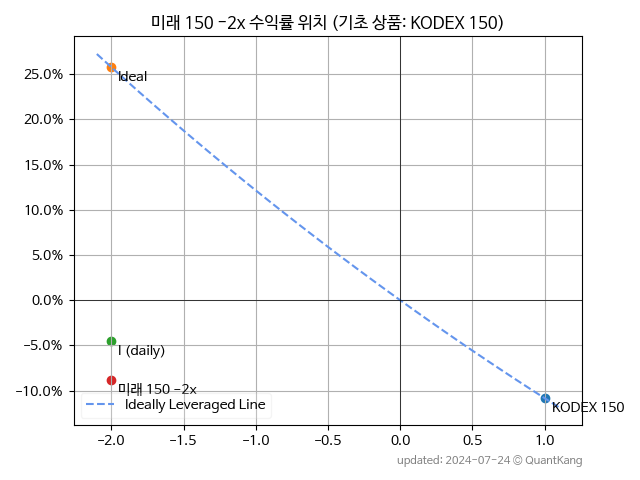 미래 150 -2x 수익률 위치 (기초 상품: KODEX 150)
25.0%
20.0%
15.0%
10.0%
5.0%
0.0%
-5.0%
-10.0%
Ideal
I (daily)
미래 150 -2x
KODEX 150
Ideally Leveraged Line
-2.0 -1.5 -1.0 -0.5 0.0 0.5 1.0
updated: 2024-07-24 © QuantKang